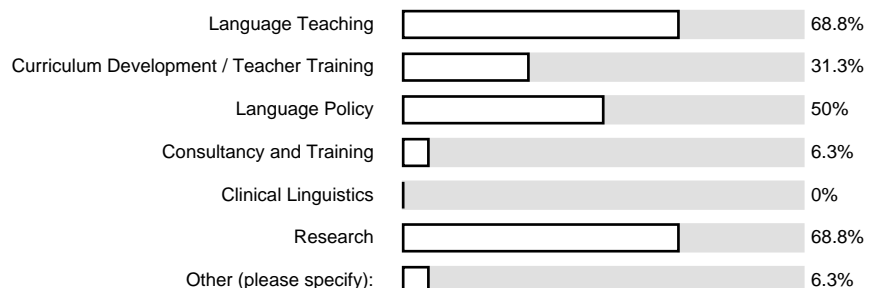 Language Teaching 68.8%
Curriculum Development / Teacher Training 31.3%
Language Policy 50%
Consultancy and Training 6.3%
Clinical Linguistics 0%
Research 68.8%
Other (please specify): 6.3%